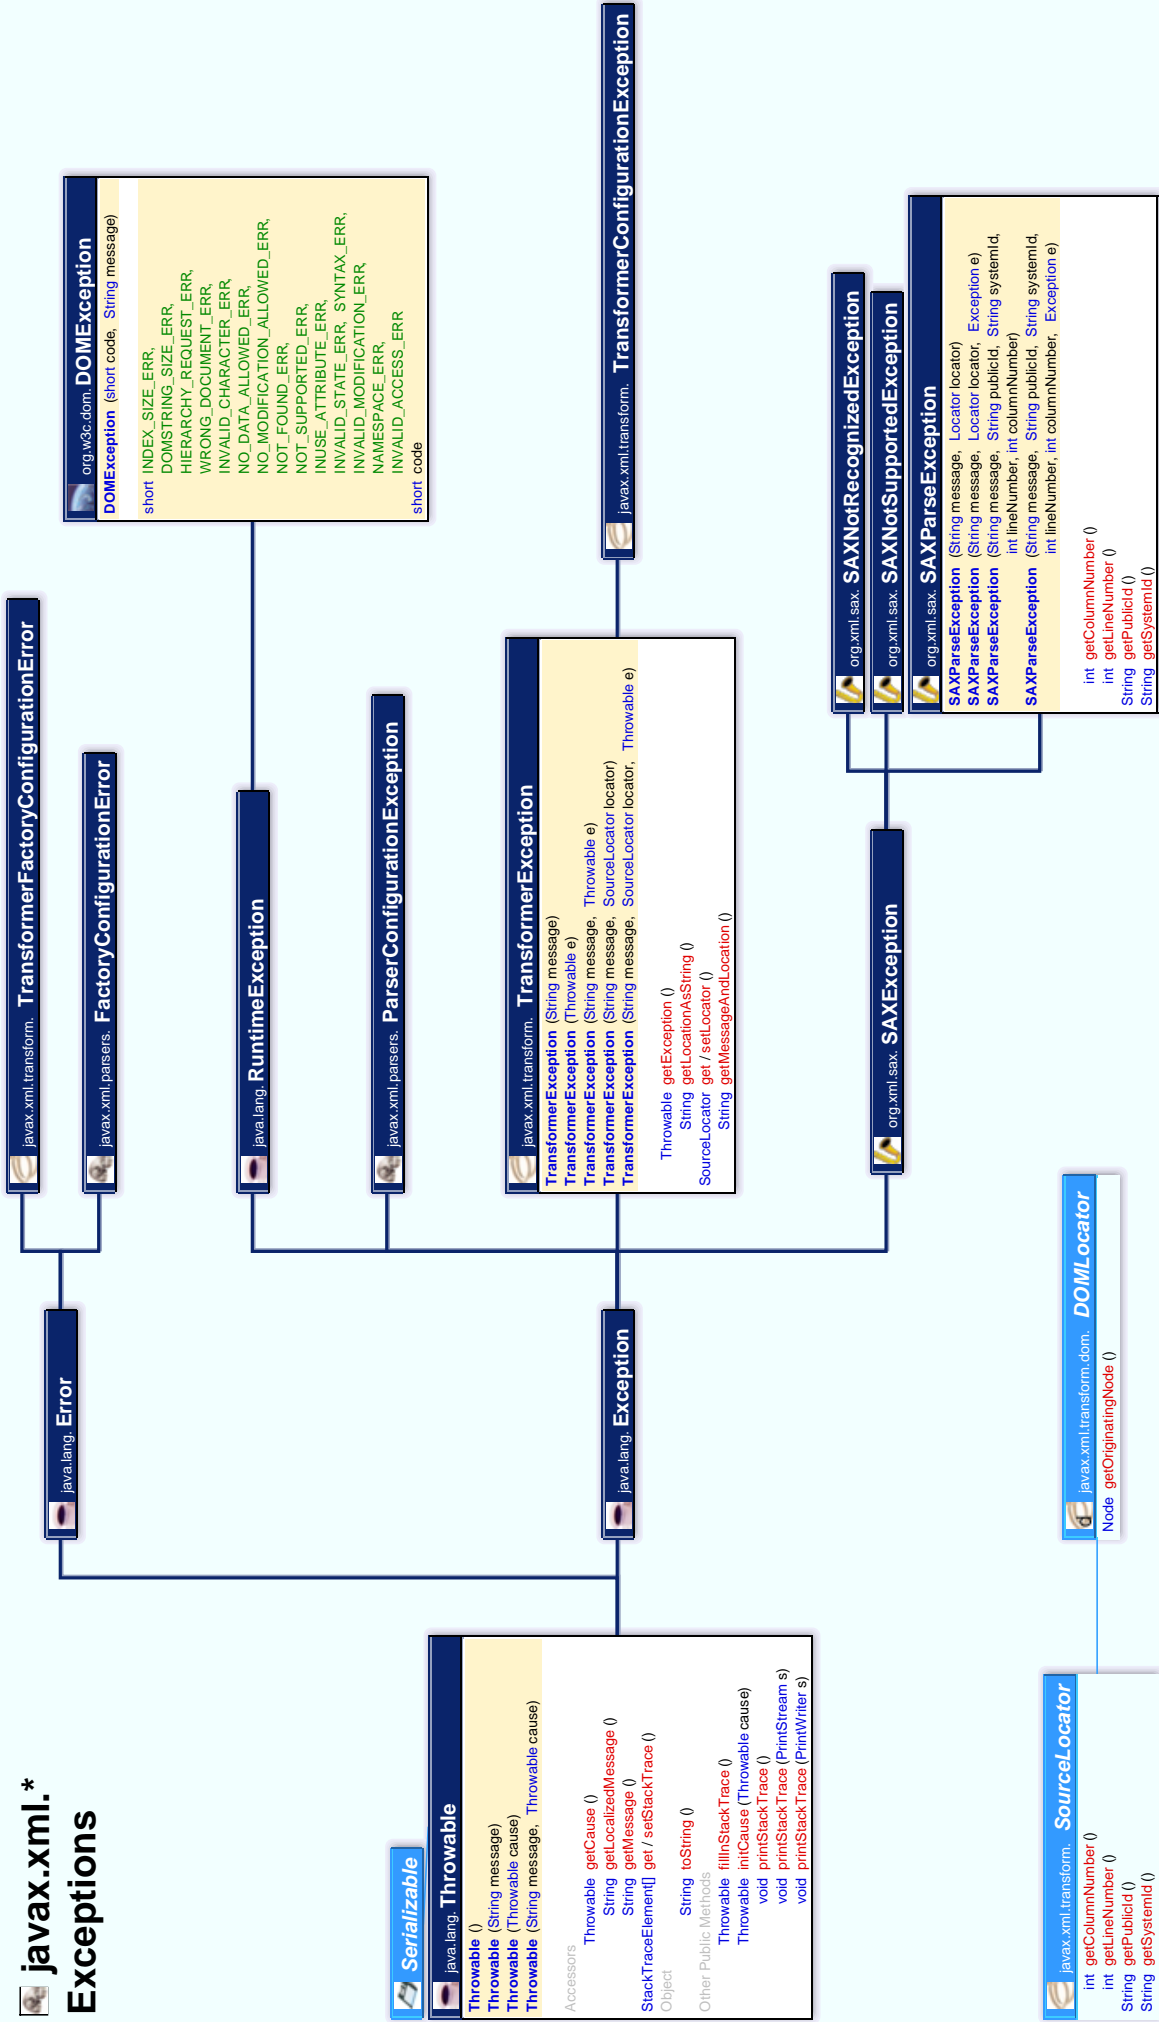 javax.xml.*
Exceptions
Serializable
java.lang. Throwable
Throwable ()
Throwable (String message)
Throwable (Throwable cause)
Throwable (String message, Throwable cause)
Accessors
Throwable getCause ()
String getLocalizedMessage ()
String getMessage ()
StackTraceElement[] get / setStackTrace ()
Object
String toString ()
Other Public Methods
Throwable fillInStackTrace ()
Throwable initCause (Throwable cause)
void printStackTrace ()
void printStackTrace (PrintStream s)
void printStackTrace (PrintWriter s)
java.lang. Error
javax.xml.transform. TransformerFactoryConfigurationError
javax.xml.parsers. FactoryConfigurationError
java.lang. Exception
java.lang. RuntimeException
org.w3c.dom. DOMException
DOMException (short code, String message)
short INDEX_SIZE_ERR,
DOMSTRING_SIZE_ERR,
HIERARCHY_REQUEST_ERR,
WRONG_DOCUMENT_ERR,
INVALID_CHARACTER_ERR,
NO_DATA_ALLOWED_ERR,
NO_MODIFICATION_ALLOWED_ERR,
NOT_FOUND_ERR,
NOT_SUPPORTED_ERR,
INUSE_ATTRIBUTE_ERR,
INVALID_STATE_ERR, SYNTAX_ERR,
INVALID_MODIFICATION_ERR,
NAMESPACE_ERR,
INVALID_ACCESS_ERR
short code
javax.xml.parsers. ParserConfigurationException
javax.xml.transform. TransformerException
TransformerException (String message)
TransformerException (Throwable e)
TransformerException (String message, Throwable e)
TransformerException (String message, SourceLocator locator)
TransformerException (String message, SourceLocator locator, Throwable e)
Throwable getException ()
String getLocationAsString ()
SourceLocator get / setLocator ()
String getMessageAndLocation ()
javax.xml.transform. TransformerConfigurationException
org.xml.sax. SAXException
org.xml.sax. SAXNotRecognizedException
org.xml.sax. SAXNotSupportedException
org.xml.sax. SAXParseException
SAXParseException (String message, Locator locator)
SAXParseException (String message, Locator locator, Exception e)
SAXParseException (String message, String publicId, String systemId,
int lineNumber, int columnNumber)
SAXParseException (String message, String publicId, String systemId,
int lineNumber, int columnNumber, Exception e)
int getColumnNumber ()
int getLineNumber ()
String getPublicId ()
String getSystemId ()
javax.xml.transform. SourceLocator
int getColumnNumber ()
int getLineNumber ()
String getPublicId ()
String getSystemId ()
javax.xml.transform.dom. DOMLocator
Node getOriginatingNode ()